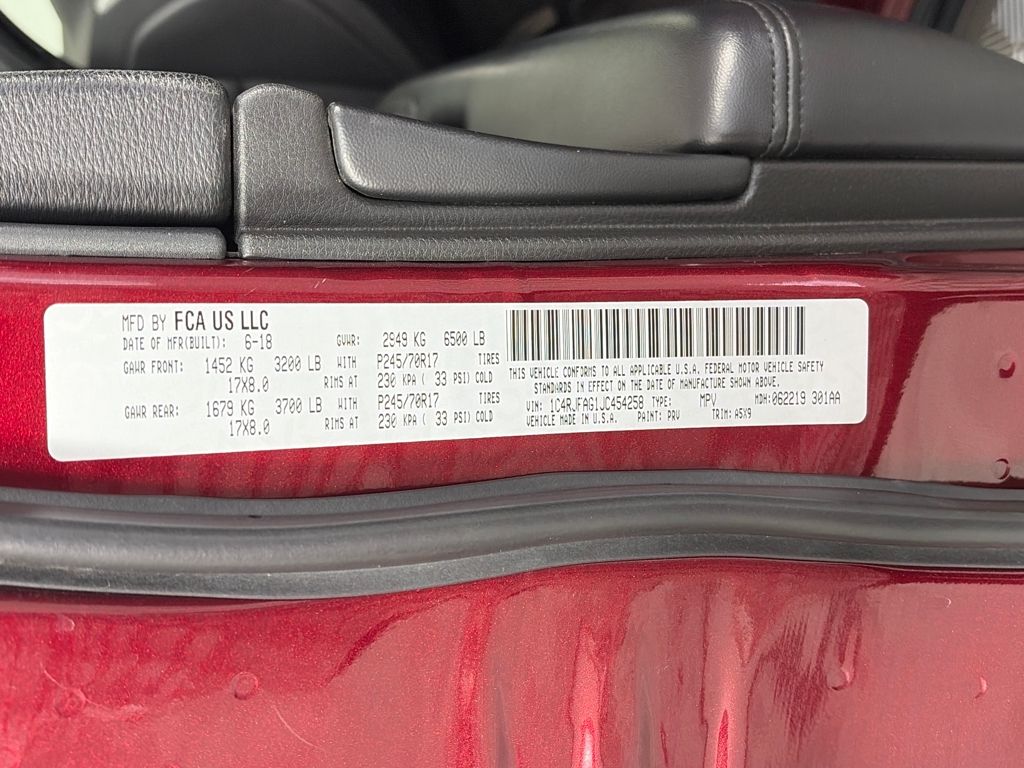 MFD BY FCA US LLC
DATE OF MFR(BUILT): 6-18 GVWR: 2949 KG 6500 LB
GAWR FRONT: 1452 KG 3200 LB WITH P245/70R17 TIRES
17X8.0 RIMS AT 230 KPA ( 33 PSI) COLD
GAWR REAR: 1679 KG 3700 LB WITH P245/70R17 TIRES
17X8.0 RIMS AT 230 KPA ( 33 PSI) COLD
THIS VEHICLE CONFORMS TO ALL APPLICABLE U.S.A. FEDERAL MOTOR VEHICLE SAFETY
STANDARDS IN EFFECT ON THE DATE OF MANUFACTURE SHOWN ABOVE.
VIN: 1C4RJFAG1JC454258 TYPE: MPV MDH: 062219 301AA
VEHICLE MADE IN U.S.A. PAINT: PRV TRIM: A5X9